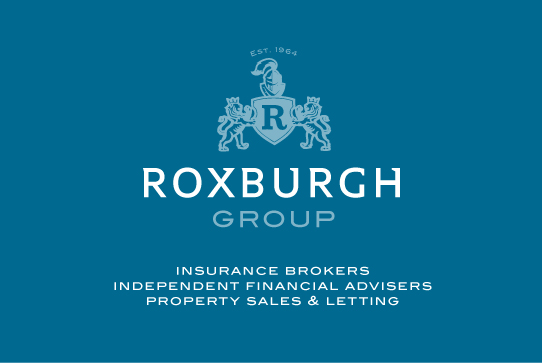 EST. 1964
R
ROXBURGH
GROUP
INSURANCE BROKERS
INDEPENDENT FINANCIAL ADVISERS
PROPERTY SALES & LETTING